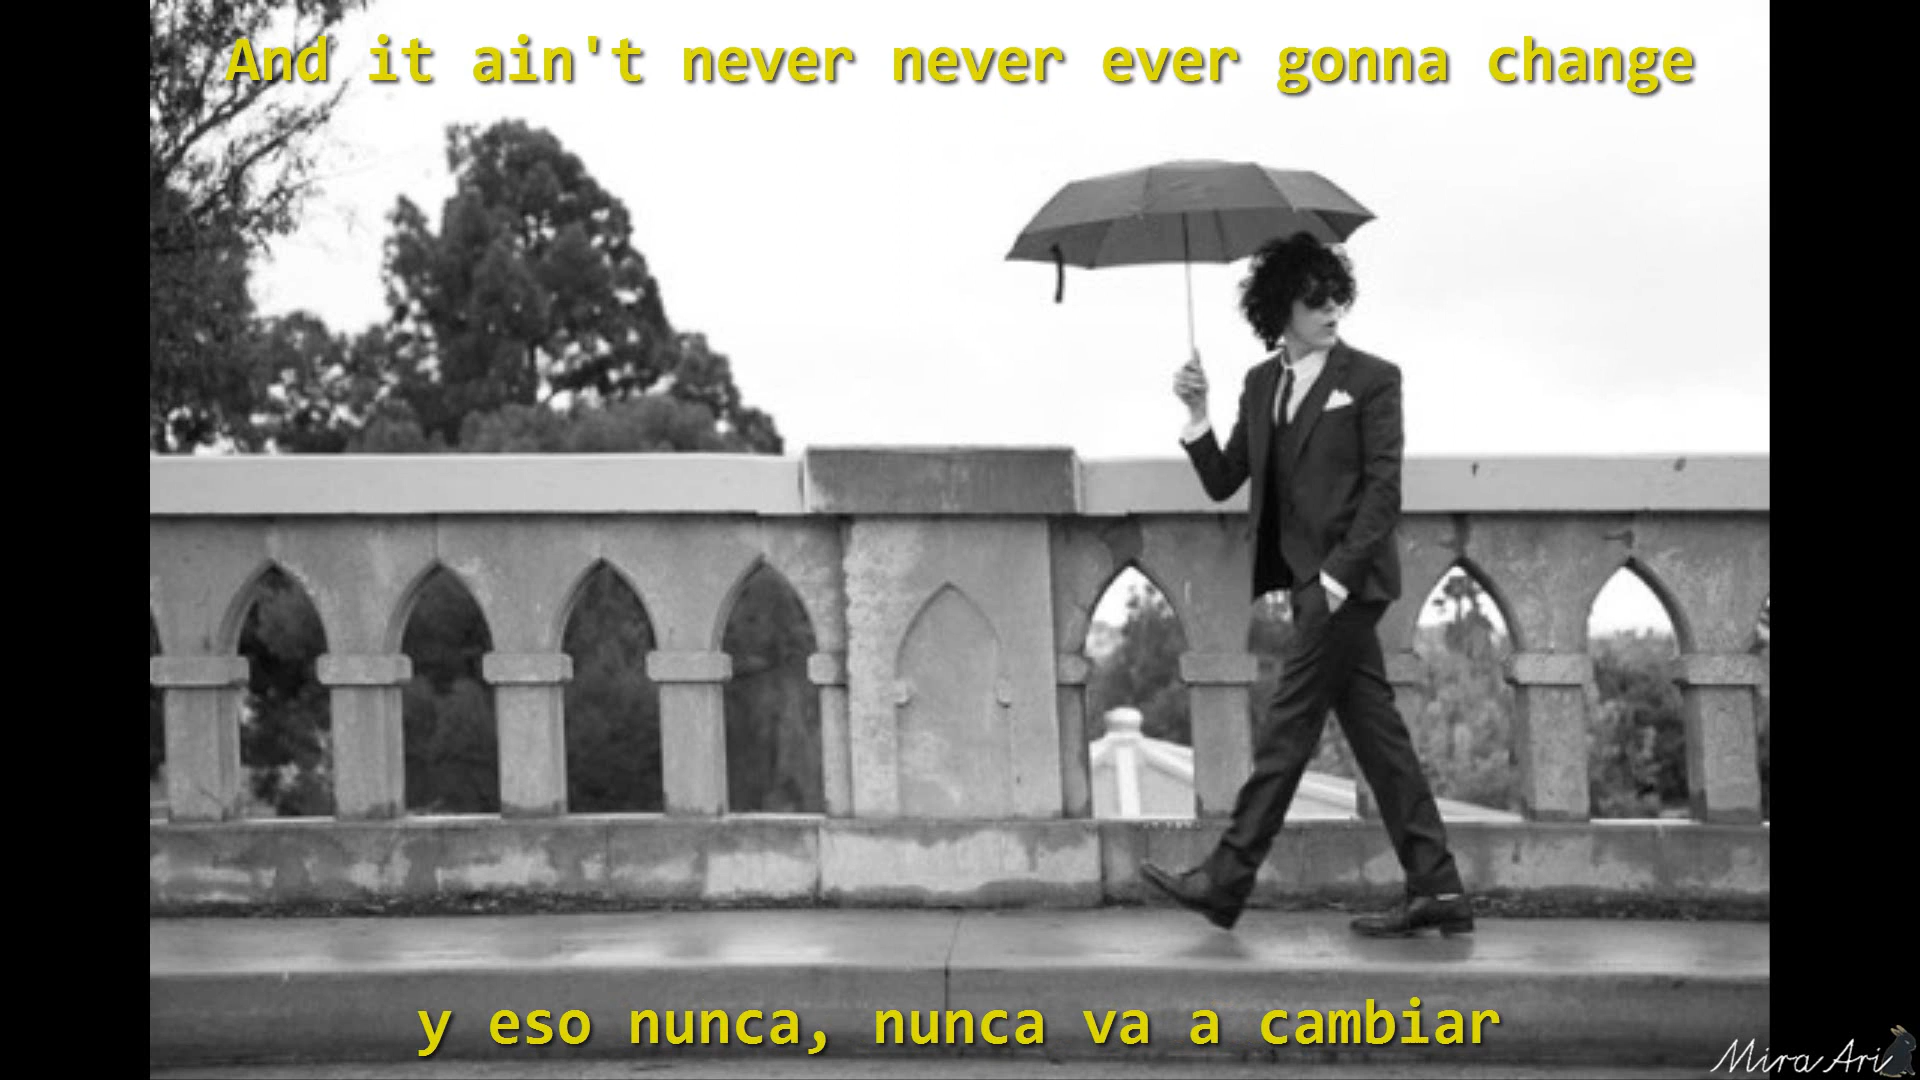 And it ain't never never ever gonna change
y eso nunca, nunca va a cambiar
Mira Ari